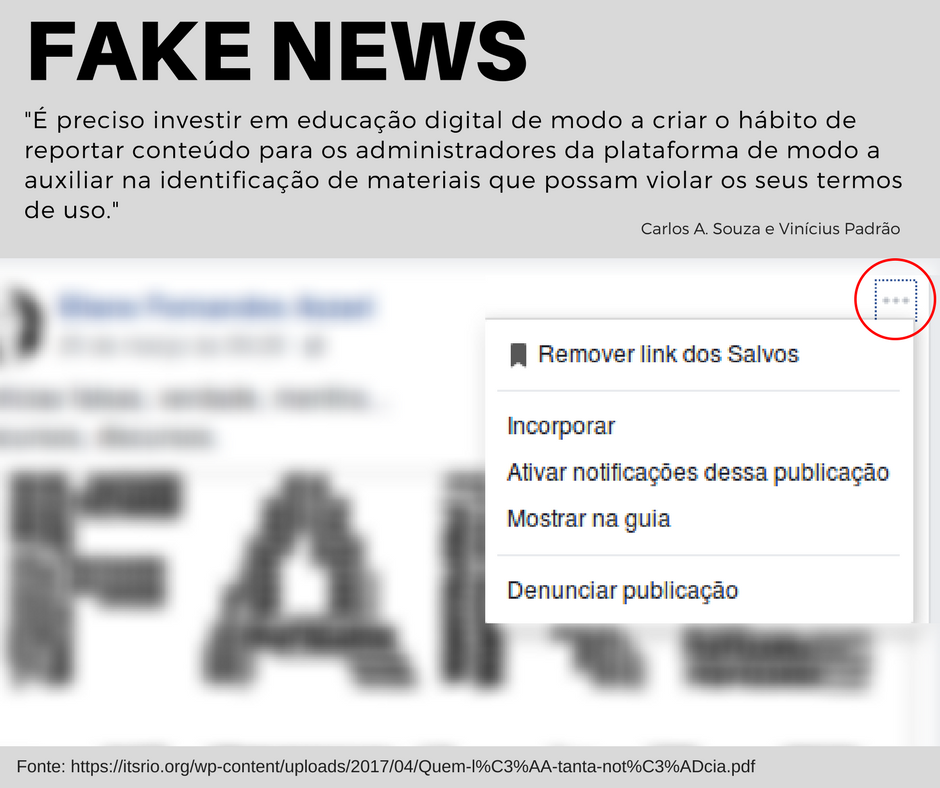 FAKE NEWS
"É preciso investir em educação digital de modo a criar o hábito de
reportar conteúdo para os administradores da plataforma de modo a
auxiliar na identificação de materiais que possam violar os seus termos
de uso."
Carlos A. Souza e Vinícius Padrão
Remover link dos Salvos
Incorporar
Ativar notificações dessa publicação
Mostrar na guia
Denunciar publicação
Fonte: https://itsrio.org/wp-content/uploads/2017/04/Quem-l%C3%AA-tanta-not%C3%ADcia.pdf